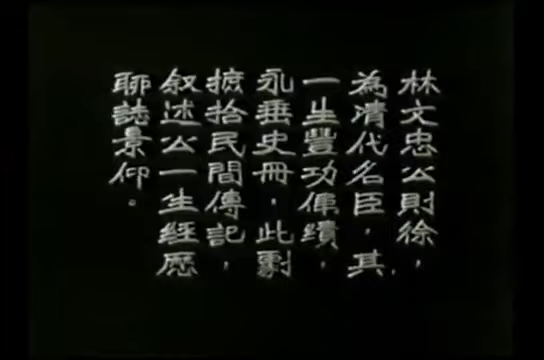 林文忠公則徐，
為清代名臣，其
一生豐功偉績，
永垂史冊，此劇
摭拾民間傳記，
叙述公一生經歷
聊誌景仰。